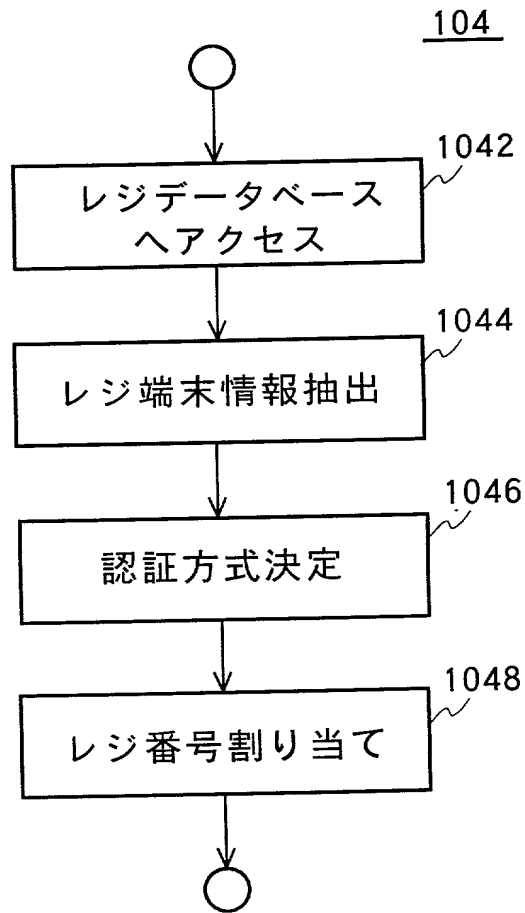 104
1042
レジデータベース
へアクセス
1044
レジ端末情報抽出
1046
認証方式決定
1048
レジ番号割り当て